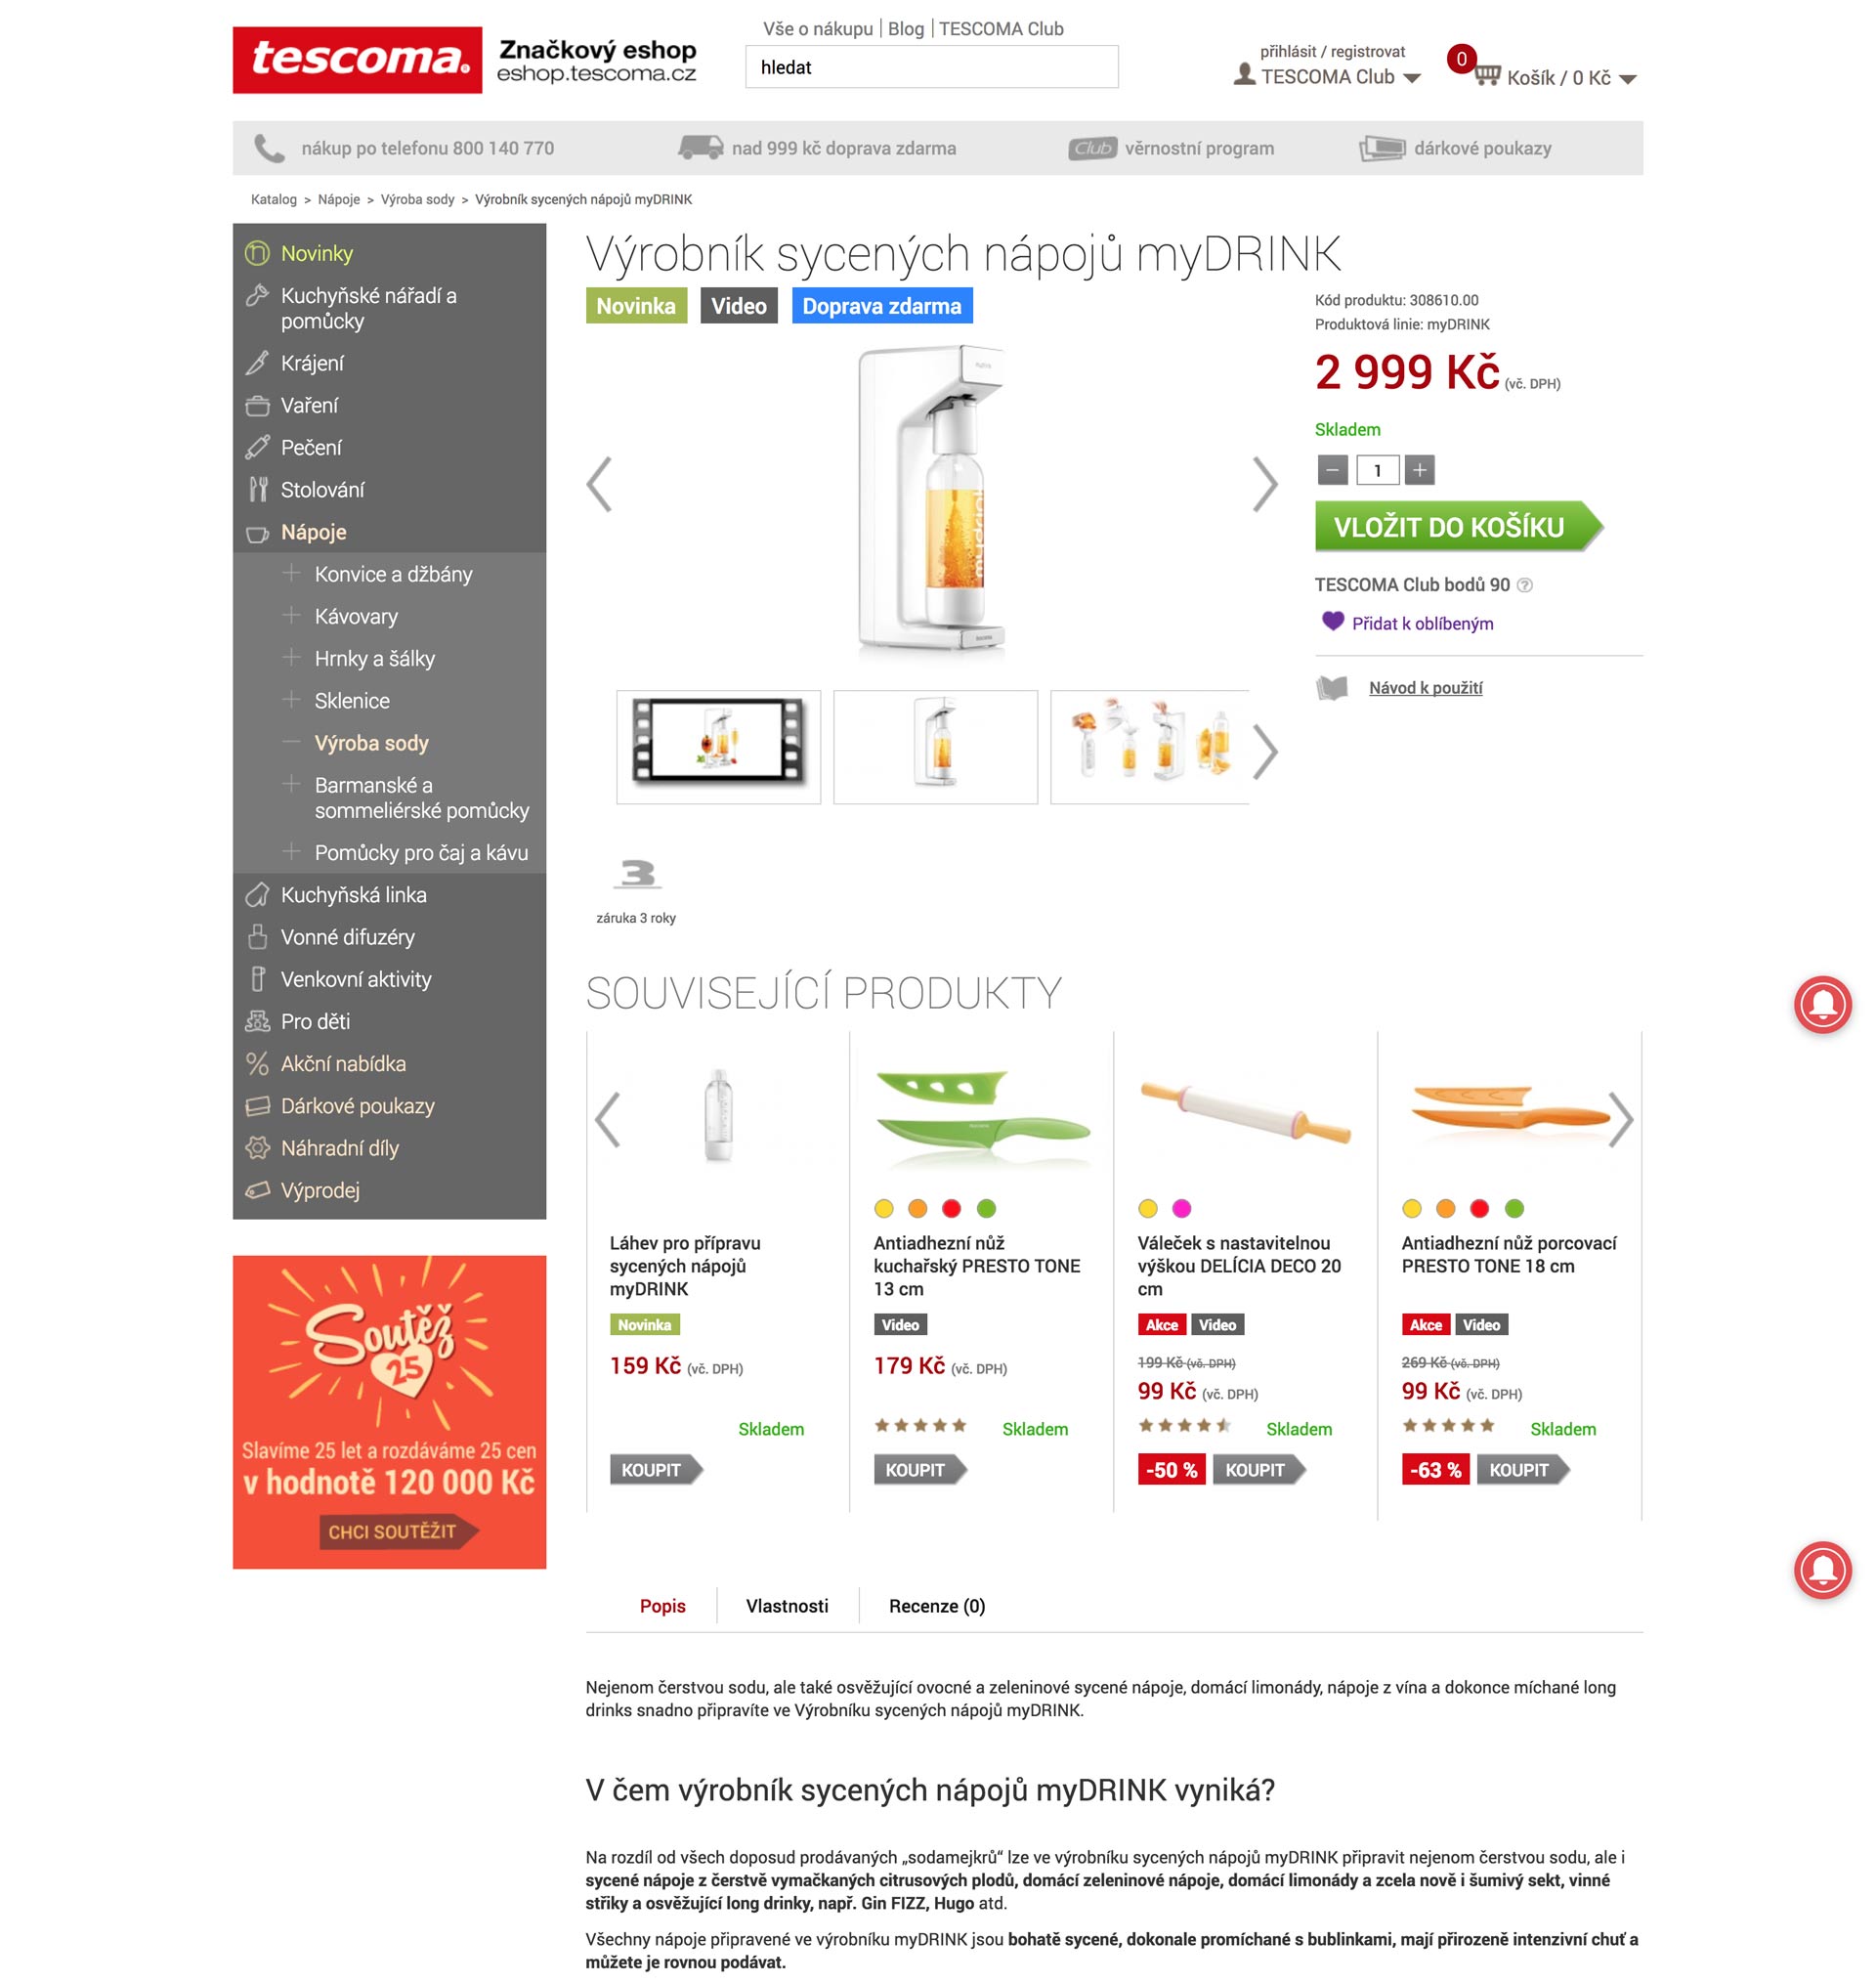 tescoma.
Značkový eshop
eshop.tescoma.cz
Vše o nákupu | Blog | TESCOMA Club
hledat
přihlásit / registrovat
TESCOMA Club
0
Košík / 0 Kč
nákup po telefonu 800 140 770
nad 999 kč doprava zdarma
Club
věrnostní program
dárkové poukazy
Katalog > Nápoje > Výroba sody > Výrobník sycených nápojů myDRINK
Novinky
Kuchyňské nářadí a
pomůcky
Krájení
Vaření
Pečení
Stolování
Nápoje
Konvice a džbány
Kávovary
Hrnky a šálky
Sklenice
Výroba sody
Barmanské a
sommeliérské pomůcky
Pomůcky pro čaj a kávu
Kuchyňská linka
Vonné difuzéry
Venkovní aktivity
Pro děti
Akční nabídka
Dárkové poukazy
Náhradní díly
Výprodej
Soutěž
25
Slavíme 25 let a rozdáváme 25 cen
v hodnotě 120 000 Kč
CHCI SOUTĚŽIT
Výrobník sycených nápojů myDRINK
Novinka
Video
Doprava zdarma
mydrink
tescoma
Kód produktu: 308610.00
Produktová linie: myDRINK
2 999 Kč (vč. DPH)
Skladem
1
VLOŽIT DO KOŠÍKU
TESCOMA Club bodů 90 ?
Přidat k oblíbeným
Návod k použití
3
záruka 3 roky
SOUVISEJÍCÍ PRODUKTY
Láhev pro přípravu
sycených nápojů
myDRINK
Novinka
159 Kč (vč. DPH)
Skladem
KOUPIT
Antiadhezní nůž
kuchařský PRESTO TONE
13 cm
Video
179 Kč (vč. DPH)
Skladem
KOUPIT
Váleček s nastavitelnou
výškou DELÍCIA DECO 20
cm
Akce Video
199 Kč (vč. DPH)
99 Kč (vč. DPH)
Skladem
-50 % KOUPIT
Antiadhezní nůž porcovací
PRESTO TONE 18 cm
Akce Video
269 Kč (vč. DPH)
99 Kč (vč. DPH)
Skladem
-63 % KOUPIT
Popis
Vlastnosti
Recenze (0)
Nejenom čerstvou sodu, ale také osvěžující ovocné a zeleninové sycené nápoje, domácí limonády, nápoje z vína a dokonce míchané long
drinks snadno připravíte ve Výrobníku sycených nápojů myDRINK.
V čem výrobník sycených nápojů myDRINK vyniká?
Na rozdíl od všech doposud prodávaných „sodamejkrů“ lze ve výrobníku sycených nápojů myDRINK připravit nejenom čerstvou sodu, ale i
sycené nápoje z čerstvě vymačkaných citrusových plodů, domácí zeleninové nápoje, domácí limonády a zcela nově i šumivý sekt, vinné
střiky a osvěžující long drinky, např. Gin FIZZ, Hugo atd.
Všechny nápoje připravené ve výrobníku myDRINK jsou bohatě sycené, dokonale promíchané s bublinkami, mají přirozeně intenzivní chuť a
můžete je rovnou podávat.